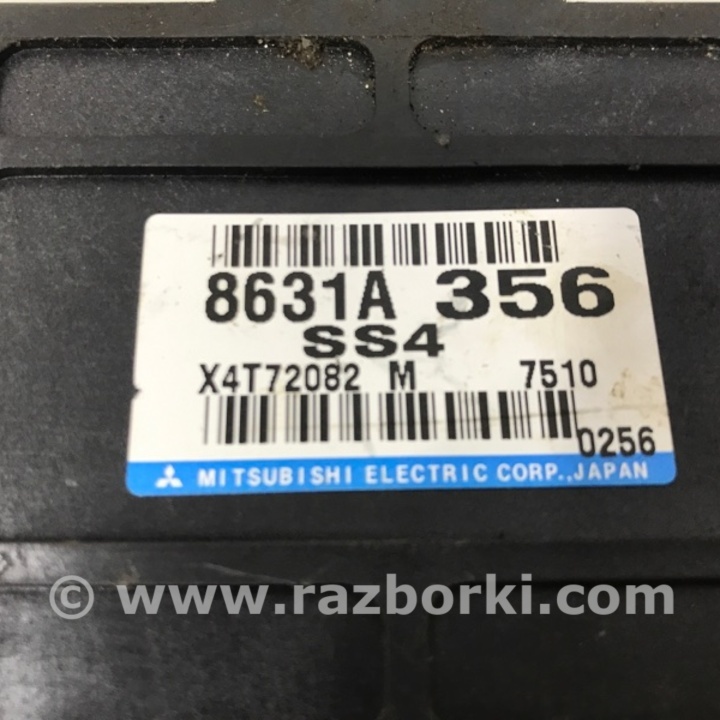 8631A 356
SS4
X4T72082 M 7510
0256
MITSUBISHI ELECTRIC CORP.,JAPAN
© www.razborki.com